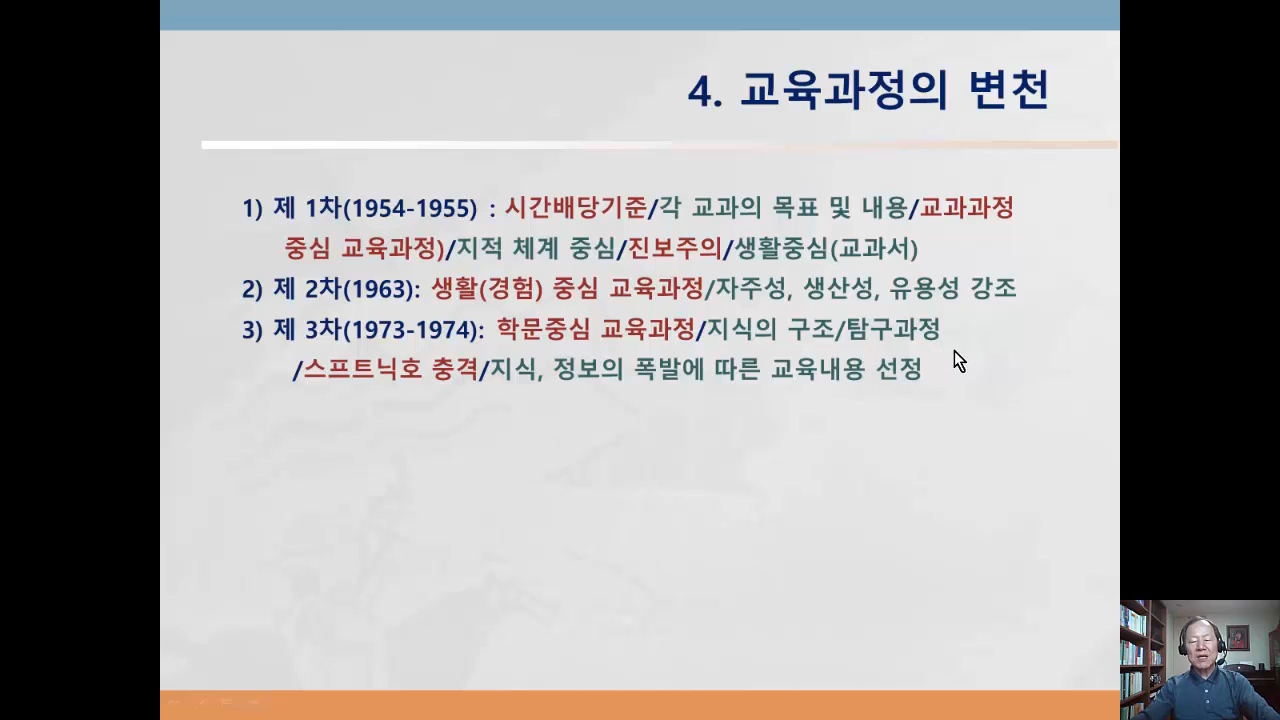 4. 교육과정의 변천
1) 제 1차(1954-1955) : 시간배당기준/각 교과의 목표 및 내용/교과과정
중심 교육과정)/지적 체계 중심/진보주의/생활중심(교과서)
2) 제 2차(1963): 생활(경험) 중심 교육과정/자주성, 생산성, 유용성 강조
3) 제 3차(1973-1974): 학문중심 교육과정/지식의 구조/탐구과정
/스프트닉호 충격/지식, 정보의 폭발에 따른 교육내용 선정